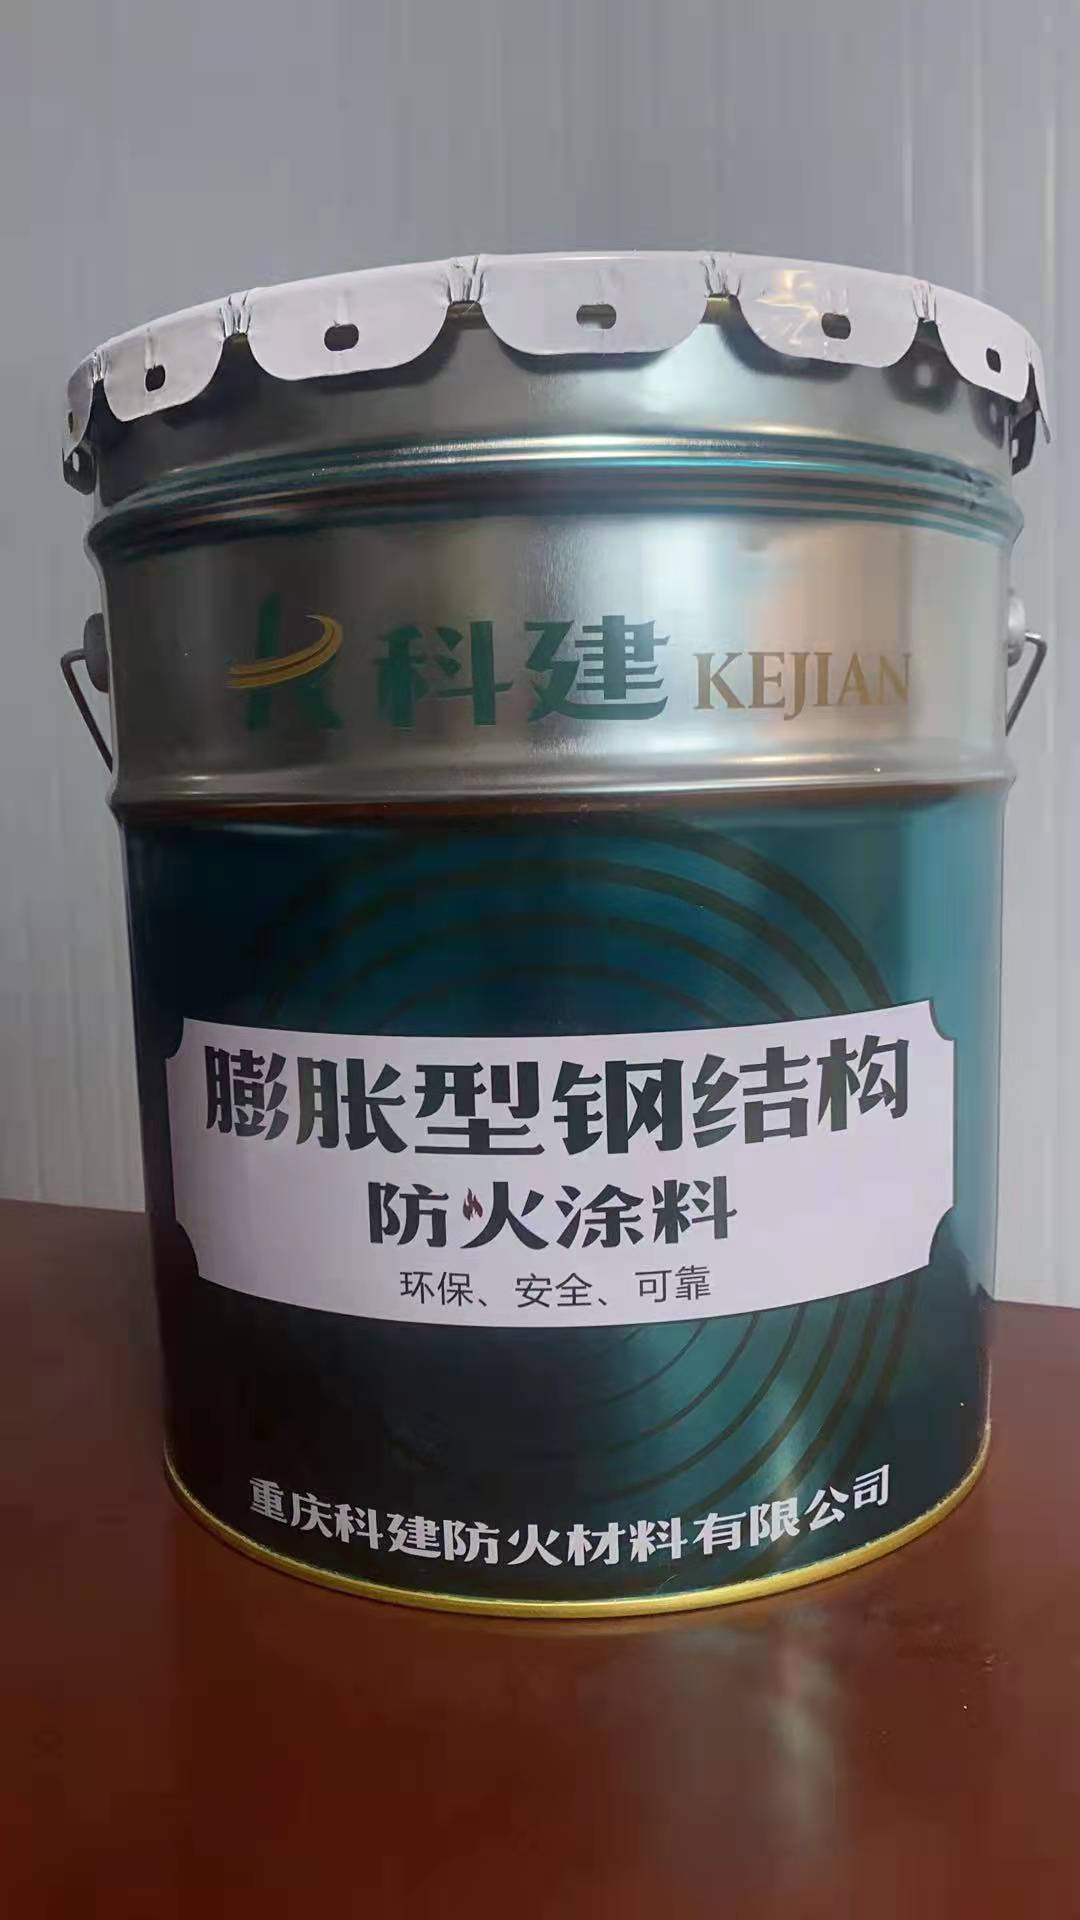 科建 KEJIAN
膨胀型钢结构
防火涂料
环保、安全、可靠
重庆科建防火材料有限公司